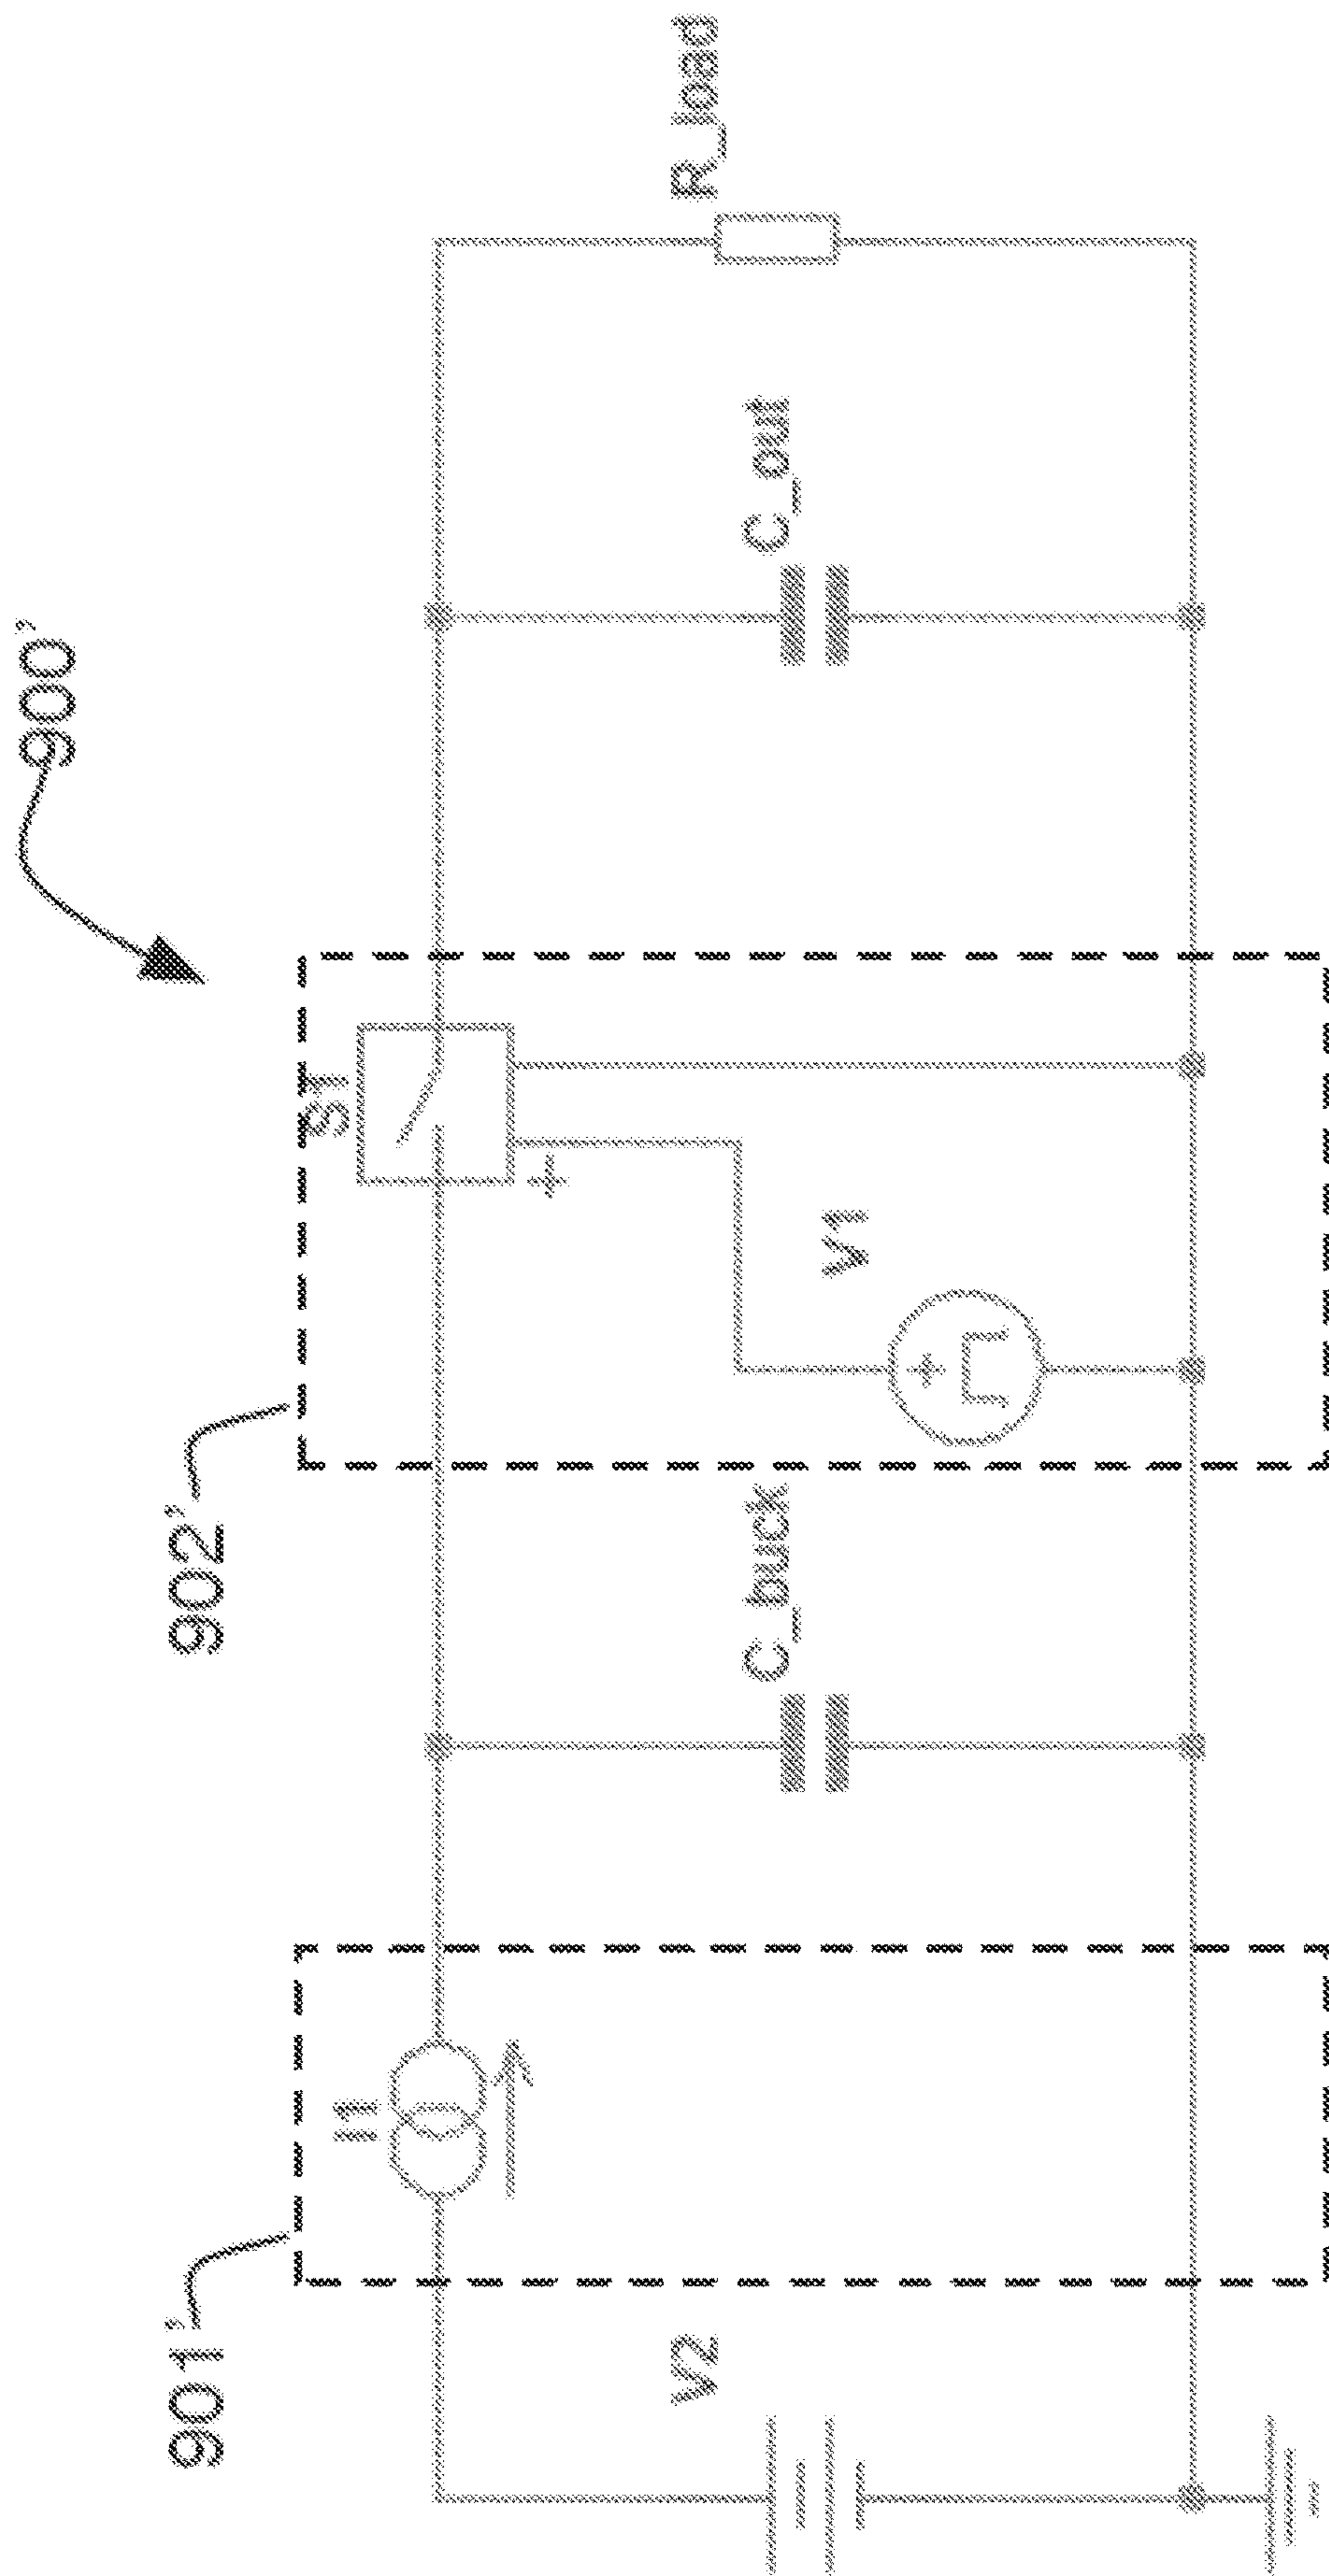 900'
901'
902'
I1
S1
V2
C_buck
V1
+
+
C_out
R_load